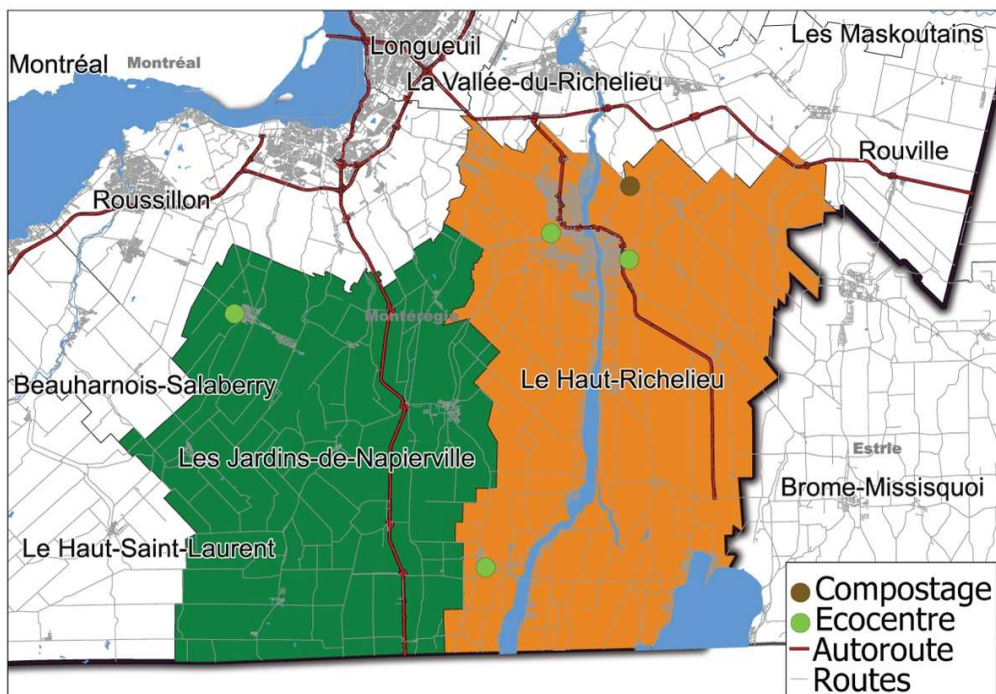 Les Maskoutains
Longueuil
Montréal
Montréal
La Vallée-du-Richelieu
Rouville
Roussillon
Montérégie
Le Haut-Richelieu
Beauharnois-Salaberry
Estrie
Les Jardins-de-Napierville
Brome-Missisquoi
Le Haut-Saint-Laurent
Compostage
Ecocentre
Autoroute
Routes